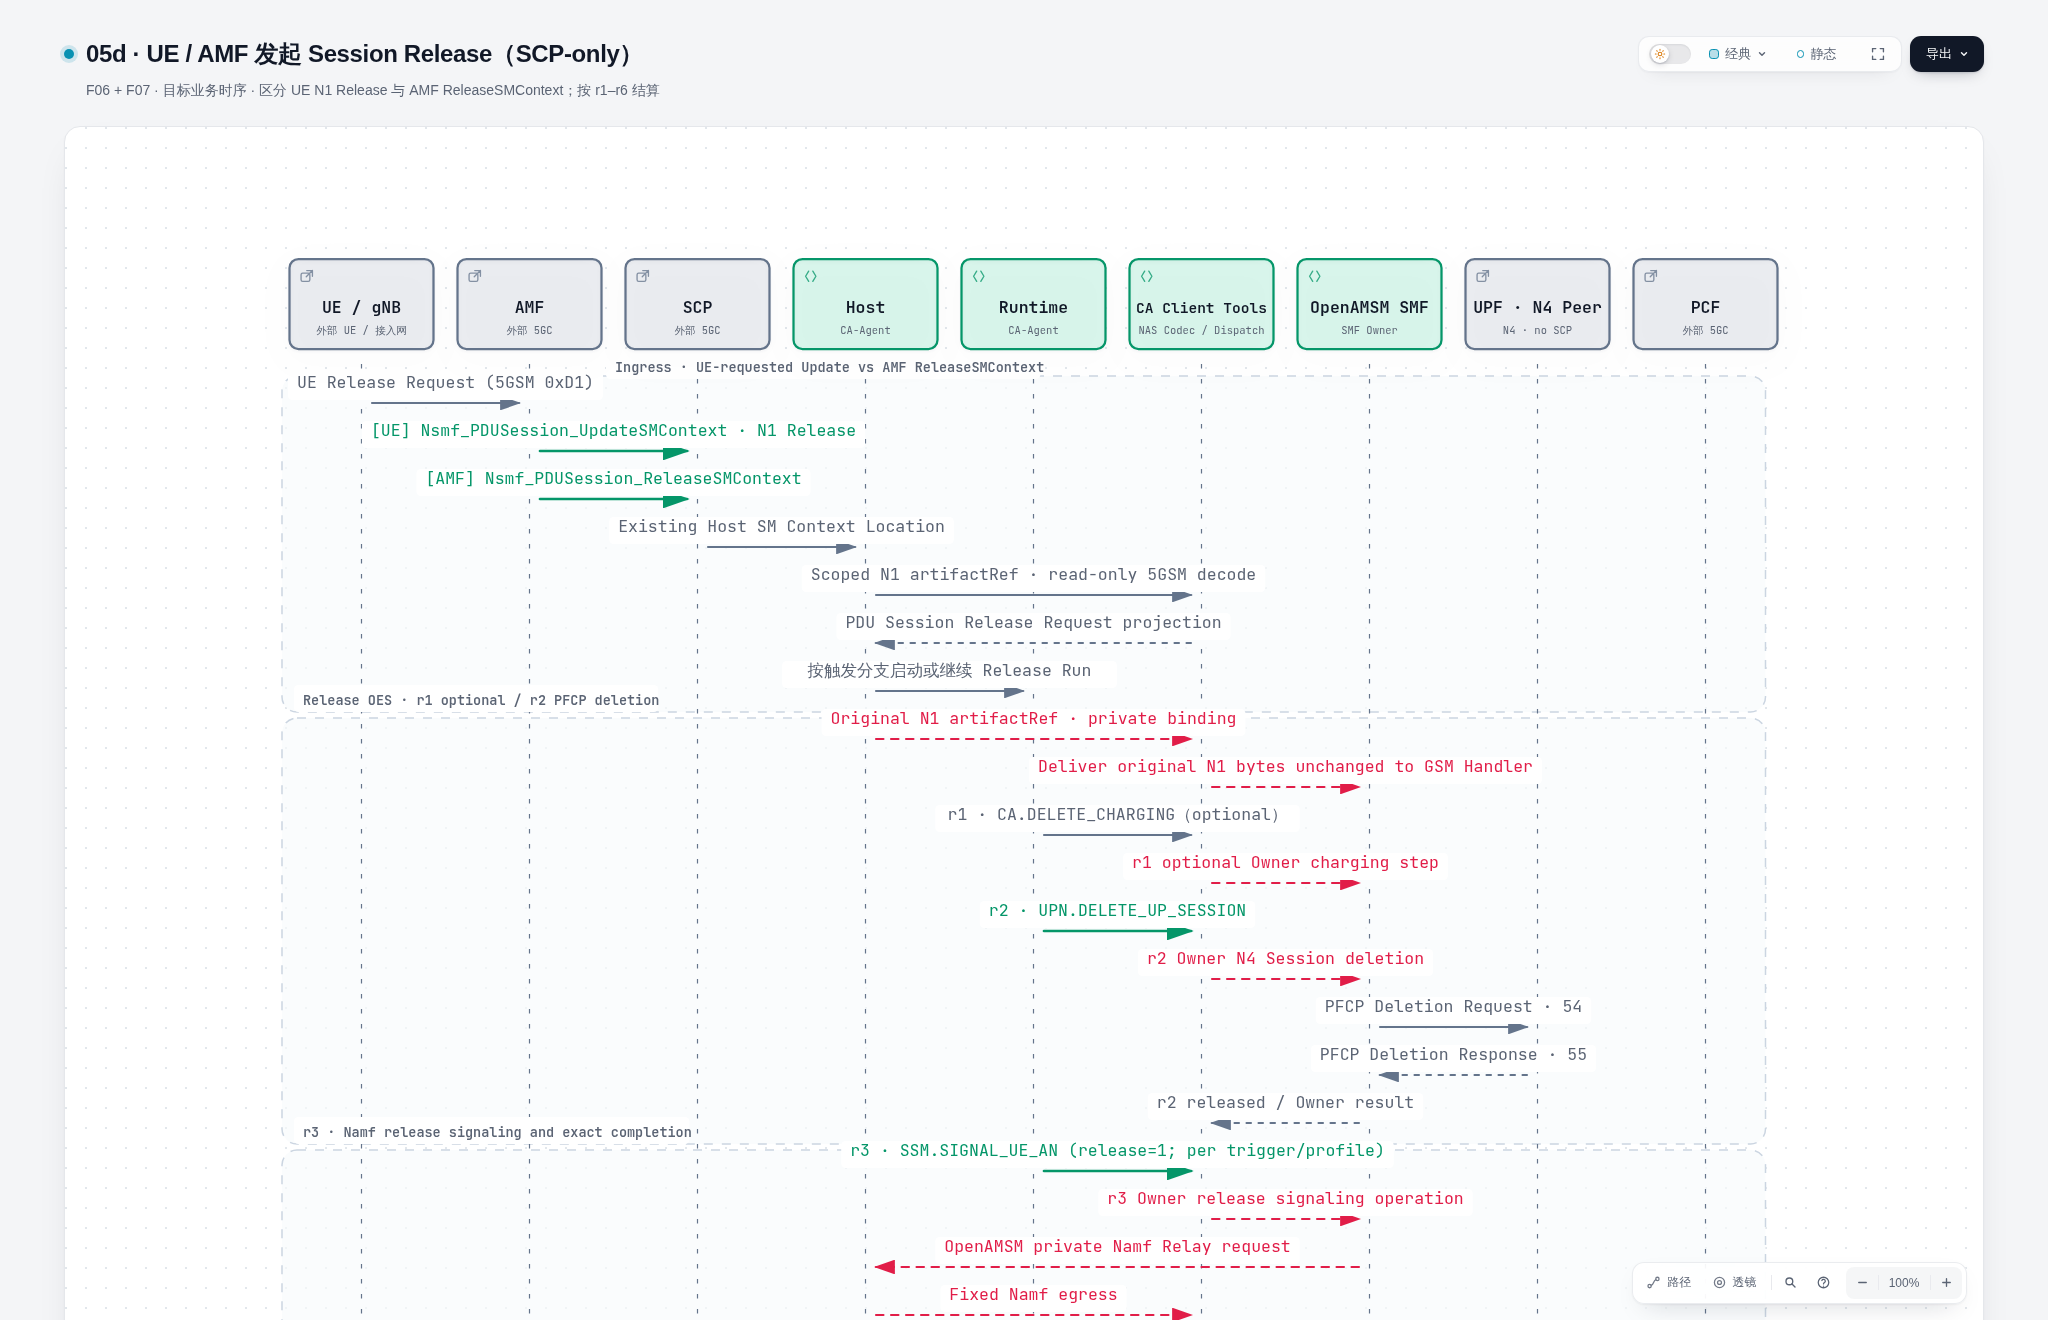 05d · UE / AMF 发起 Session Release（SCP-only）
F06 + F07 · 目标业务时序 · 区分 UE N1 Release 与 AMF ReleaseSMContext；按 r1–r6 结算
经典
静态
导出
UE / gNB
外部 UE / 接入网
AMF
外部 5GC
SCP
外部 5GC
Host
CA-Agent
Runtime
CA-Agent
CA Client Tools
NAS Codec / Dispatch
OpenAMSM SMF
SMF Owner
UPF · N4 Peer
N4 · no SCP
PCF
外部 5GC
Ingress · UE-requested Update vs AMF ReleaseSMContext
UE Release Request (5GSM 0xD1)
[UE] Nsmf_PDUSession_UpdateSMContext · N1 Release
[AMF] Nsmf_PDUSession_ReleaseSMContext
Existing Host SM Context Location
Scoped N1 artifactRef · read-only 5GSM decode
PDU Session Release Request projection
按触发分支启动或继续 Release Run
Release OES · r1 optional / r2 PFCP deletion
Original N1 artifactRef · private binding
Deliver original N1 bytes unchanged to GSM Handler
r1 · CA.DELETE_CHARGING（optional）
r1 optional Owner charging step
r2 · UPN.DELETE_UP_SESSION
r2 Owner N4 Session deletion
PFCP Deletion Request · 54
PFCP Deletion Response · 55
r2 released / Owner result
r3 · Namf release signaling and exact completion
r3 · SSM.SIGNAL_UE_AN (release=1; per trigger/profile)
r3 Owner release signaling operation
OpenAMSM private Namf Relay request
Fixed Namf egress
路径
透镜
100%